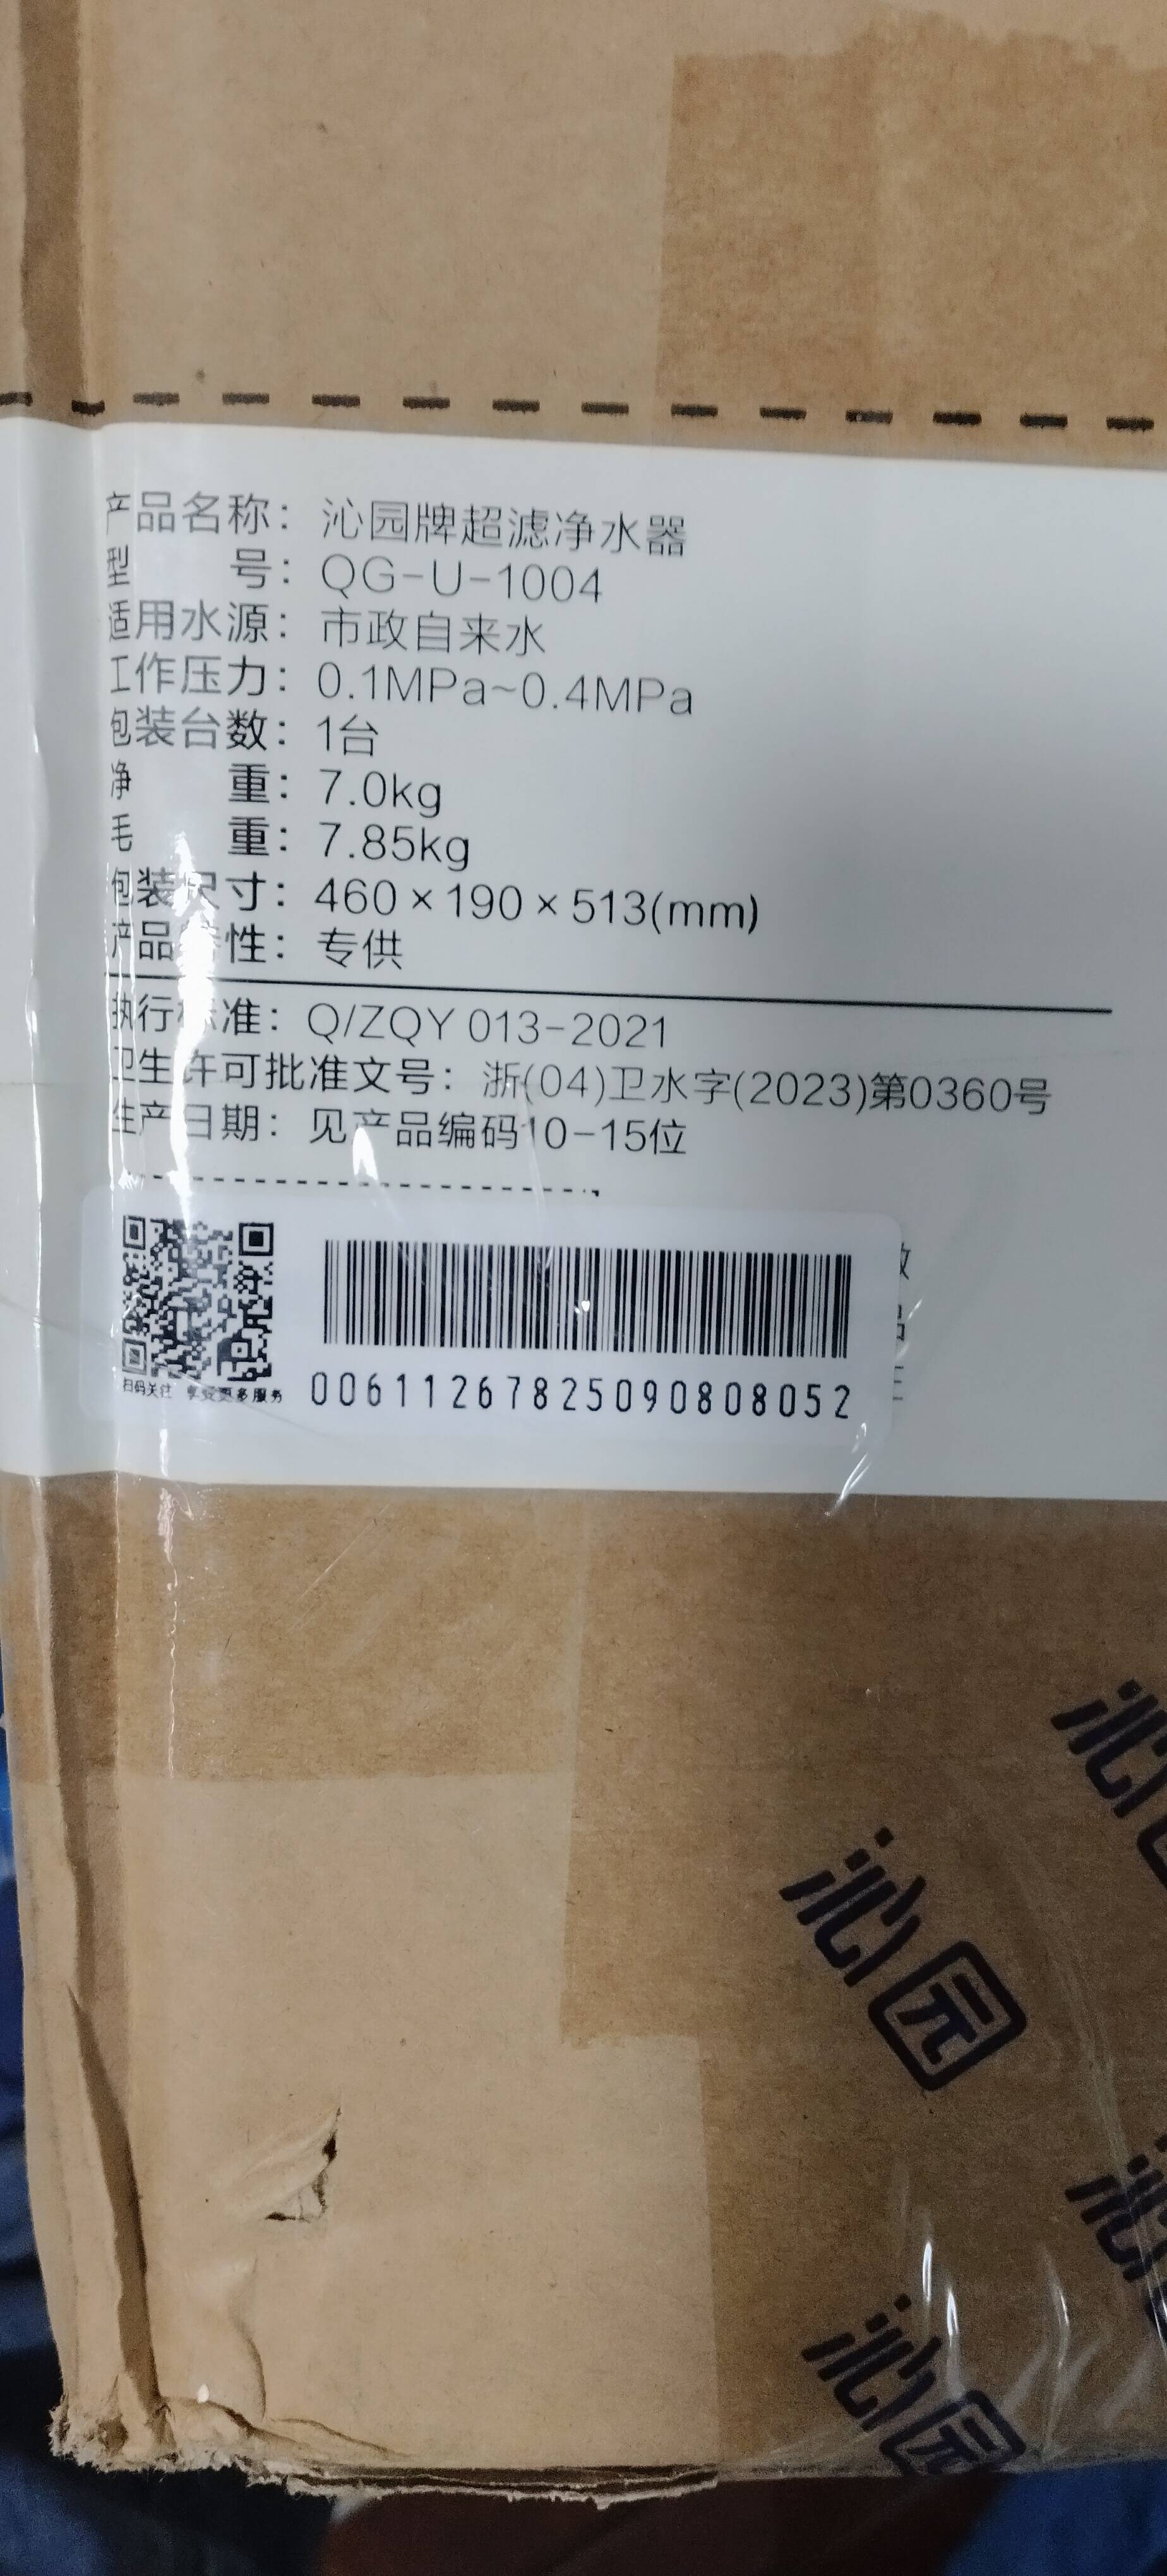 产品名称：沁园牌超滤净水器
型　　号：QG-U-1004
适用水源：市政自来水
工作压力：0.1MPa~0.4MPa
包装台数：1台
净　　重：7.0kg
毛　　重：7.85kg
包装尺寸：460×190×513(mm)
产品特性：专供
执行标准：Q/ZQY 013-2021
卫生许可批准文号：浙(04)卫水字(2023)第0360号
生产日期：见产品编码10-15位
扫码关注 享受更多服务
00611267825090808052
沁园
沁园